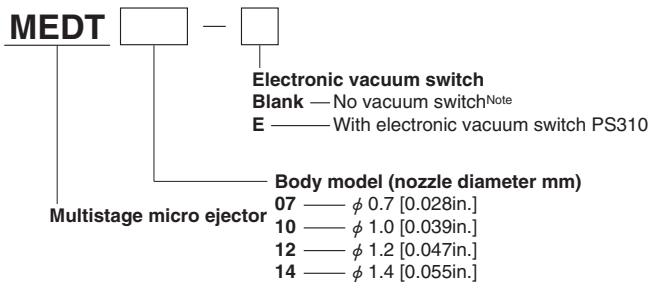 MEDT —
Electronic vacuum switch
Blank — No vacuum switchNote
E — With electronic vacuum switch PS310
Body model (nozzle diameter mm)
Multistage micro ejector
07 — ϕ 0.7 [0.028in.]
10 — ϕ 1.0 [0.039in.]
12 — ϕ 1.2 [0.047in.]
14 — ϕ 1.4 [0.055in.]